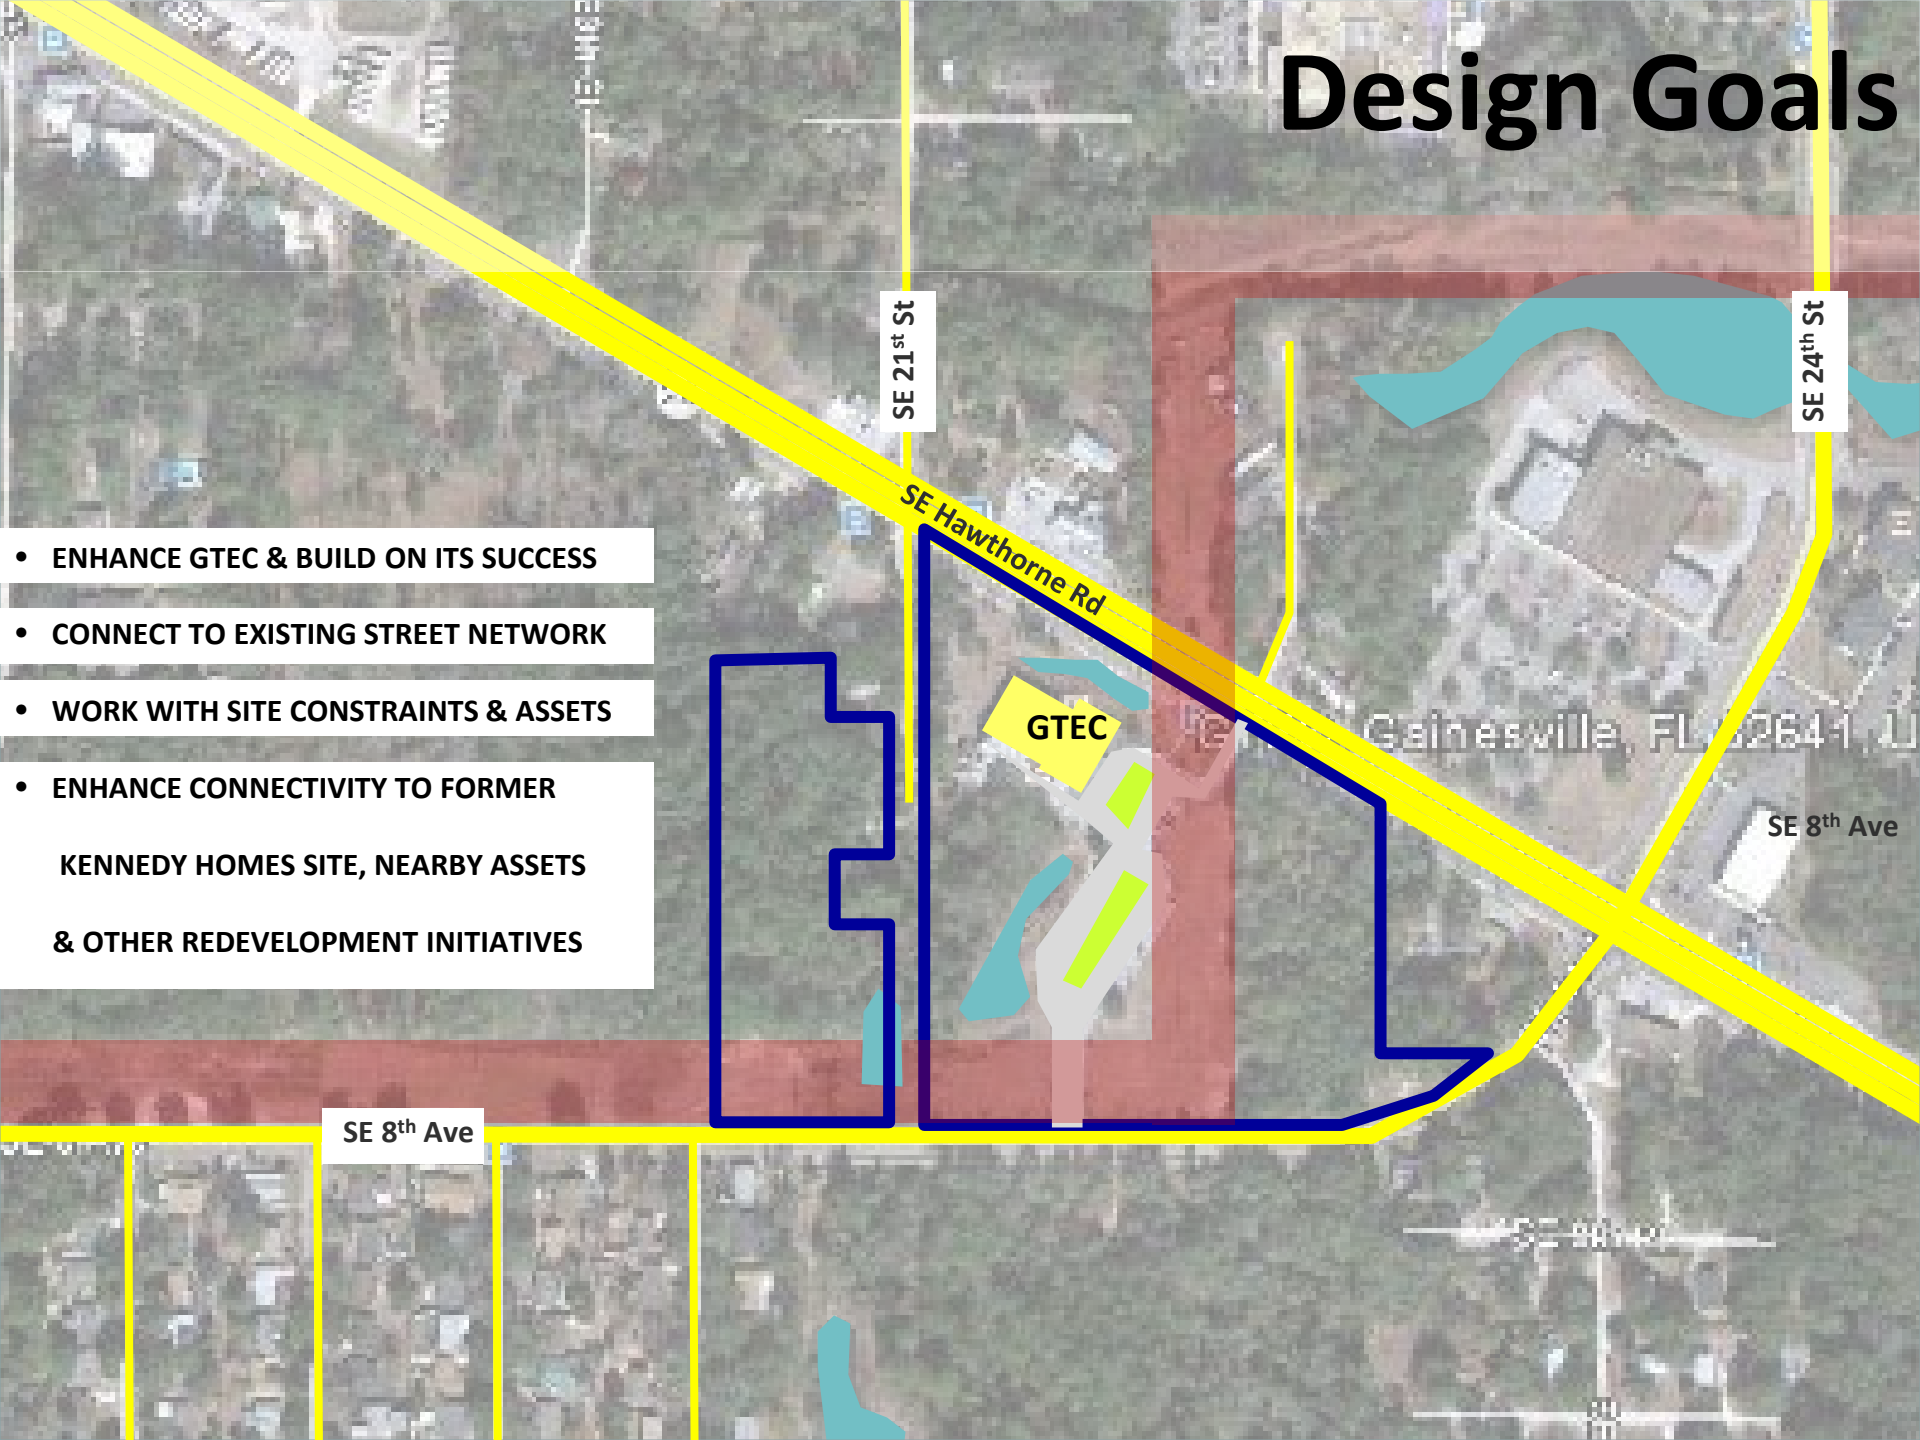 Design Goals
SE 21st St
SE 24th St
SE Hawthorne Rd
• ENHANCE GTEC & BUILD ON ITS SUCCESS
• CONNECT TO EXISTING STREET NETWORK
• WORK WITH SITE CONSTRAINTS & ASSETS
• ENHANCE CONNECTIVITY TO FORMER
KENNEDY HOMES SITE, NEARBY ASSETS
& OTHER REDEVELOPMENT INITIATIVES
GTEC
Gainesville, FL 32641, U
SE 8th Ave
SE 8th Ave